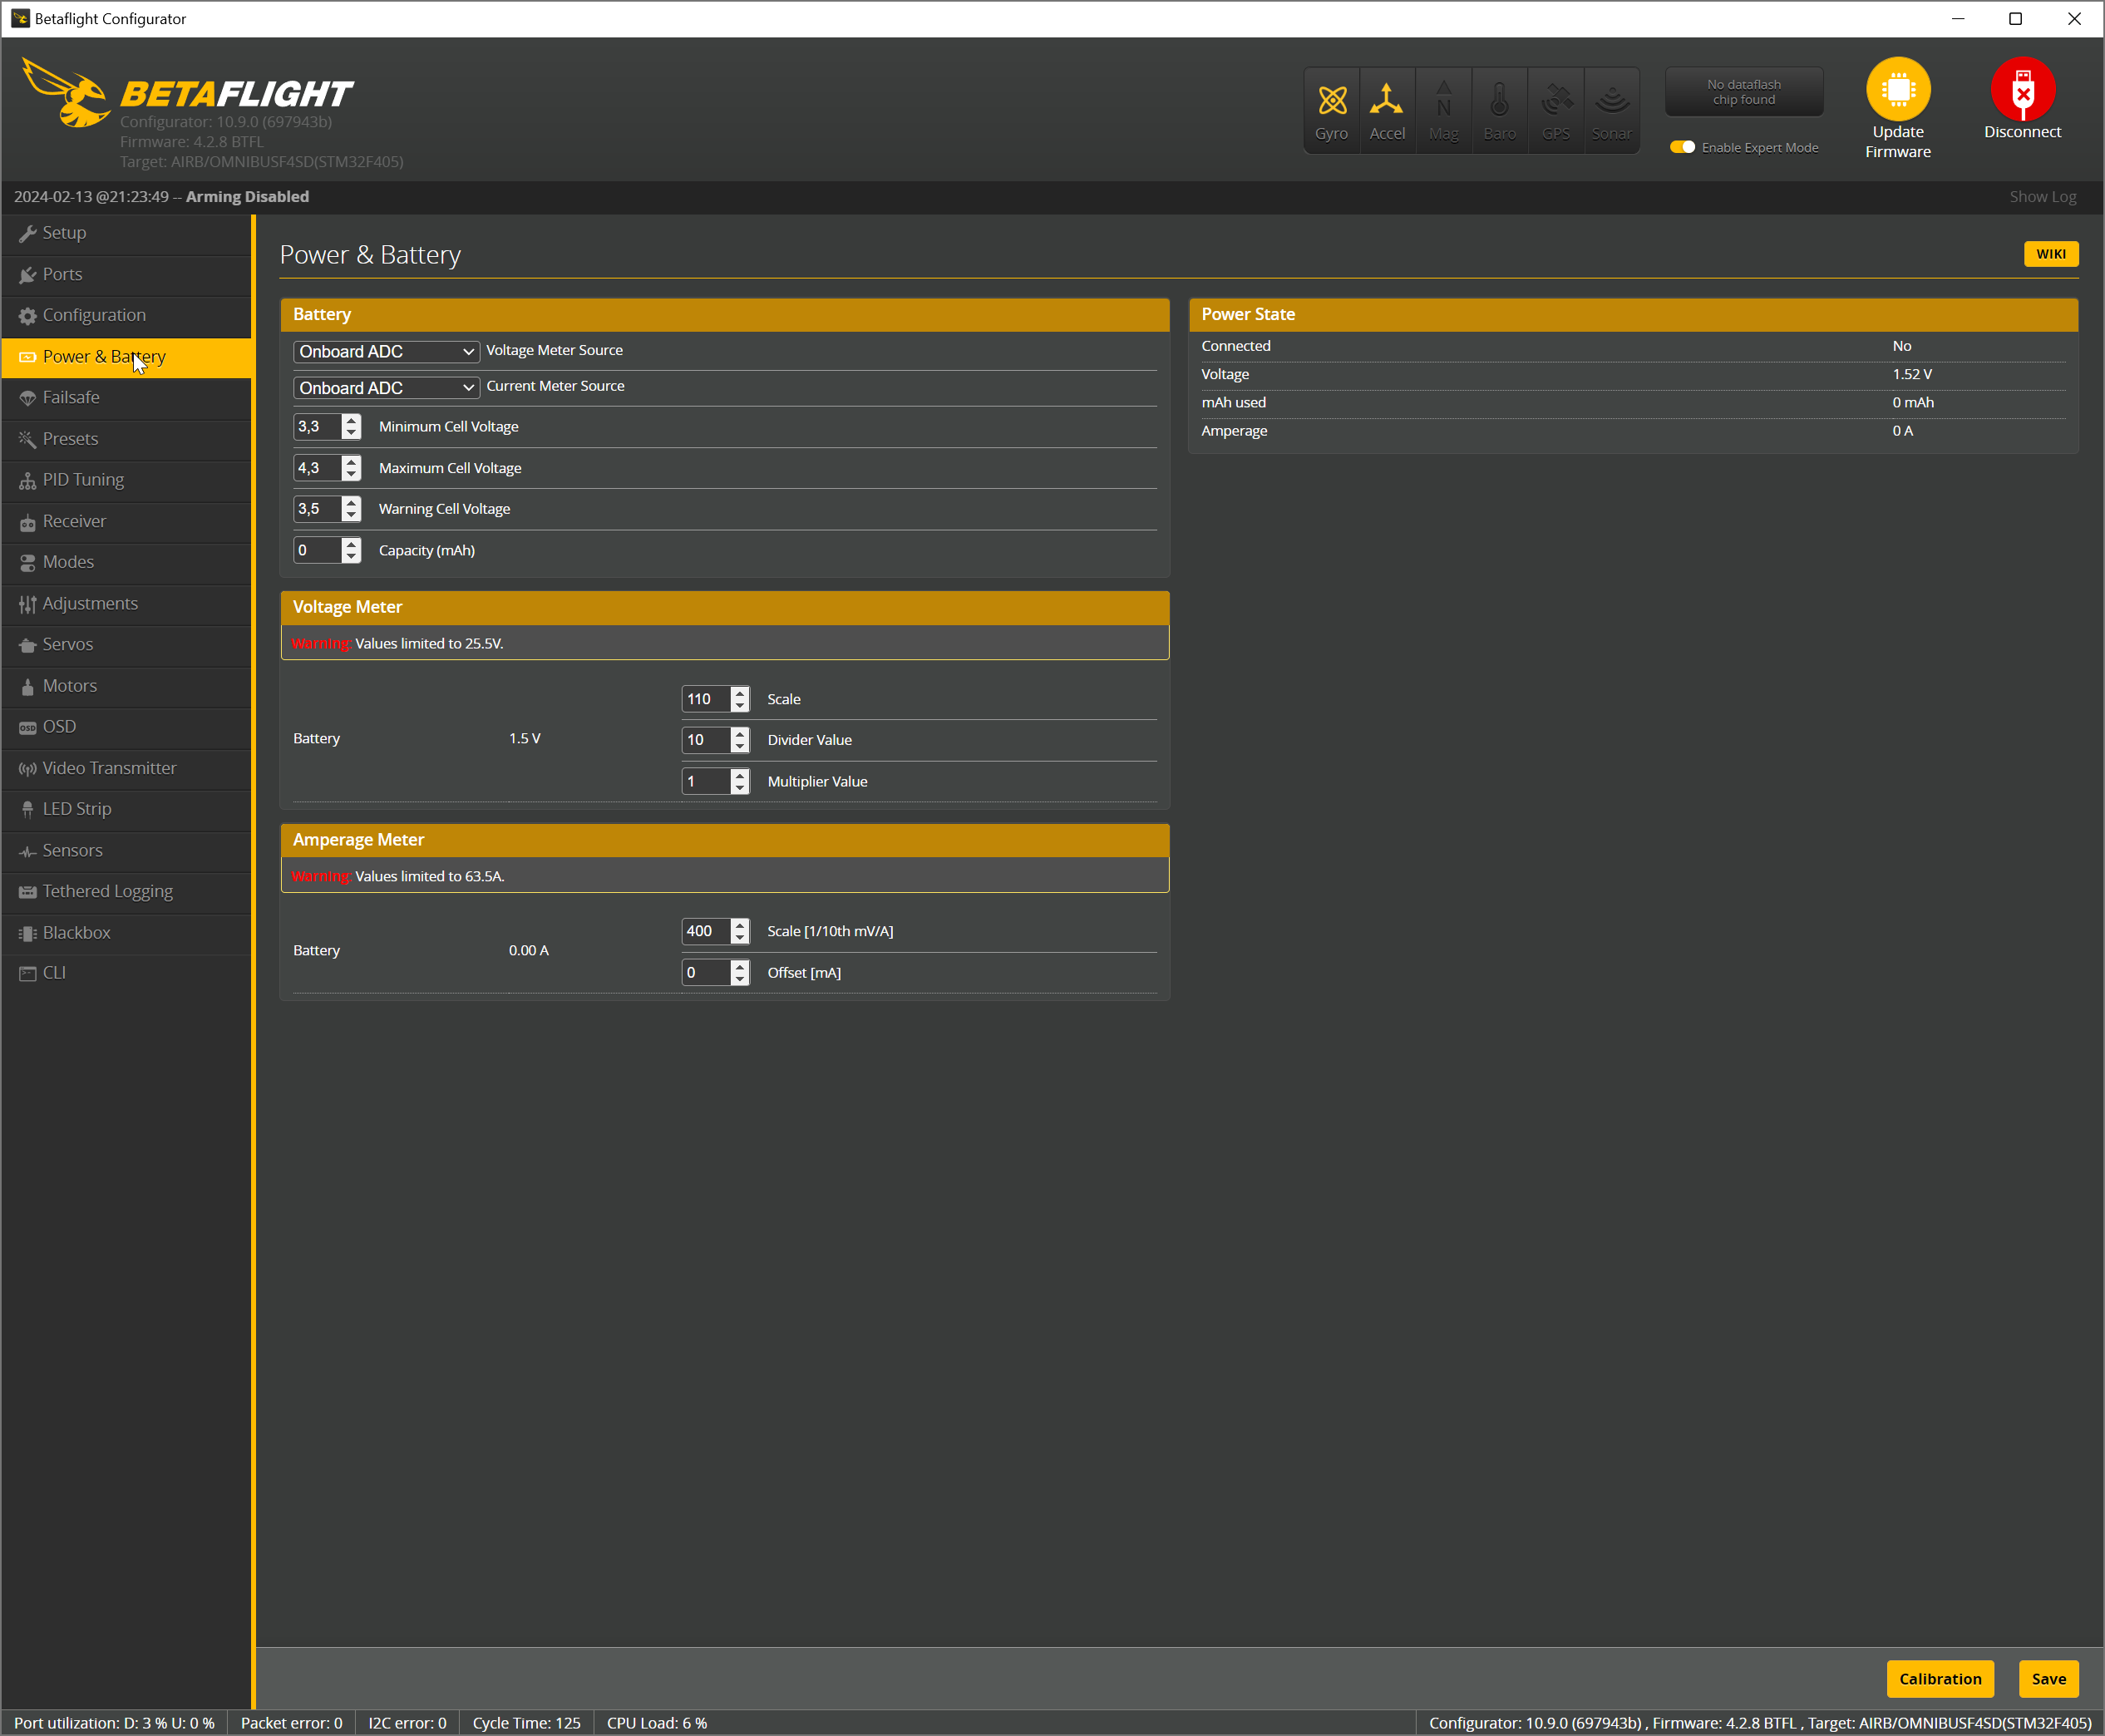 Betaflight Configurator
BETAFLIGHT
Configurator: 10.9.0 (697943b)
Firmware: 4.2.8 BTFL
Target: AIRB/OMNIBUSF4SD(STM32F405)
Gyro
Accel
Mag
N
Baro
GPS
Sonar
No dataflash
chip found
Enable Expert Mode
Update
Firmware
Disconnect
2024-02-13 @21:23:49 -- Arming Disabled
Show Log
Setup
Ports
Configuration
Power & Battery
Failsafe
Presets
PID Tuning
Receiver
Modes
Adjustments
Servos
Motors
OSD
OSD
Video Transmitter
LED Strip
Sensors
Tethered Logging
Blackbox
CLI
Power & Battery
WIKI
Battery
Onboard ADC Voltage Meter Source
Onboard ADC Current Meter Source
3,3 Minimum Cell Voltage
4,3 Maximum Cell Voltage
3,5 Warning Cell Voltage
0 Capacity (mAh)
Power State
Connected No
Voltage 1.52 V
mAh used 0 mAh
Amperage 0 A
Voltage Meter
Warning: Values limited to 25.5V.
Battery 1.5 V
110 Scale
10 Divider Value
1 Multiplier Value
Amperage Meter
Warning: Values limited to 63.5A.
Battery 0.00 A
400 Scale [1/10th mV/A]
0 Offset [mA]
Calibration
Save
Port utilization: D: 3 % U: 0 %
Packet error: 0
I2C error: 0
Cycle Time: 125
CPU Load: 6 %
Configurator: 10.9.0 (697943b) , Firmware: 4.2.8 BTFL , Target: AIRB/OMNIBUSF4SD(STM32F405)